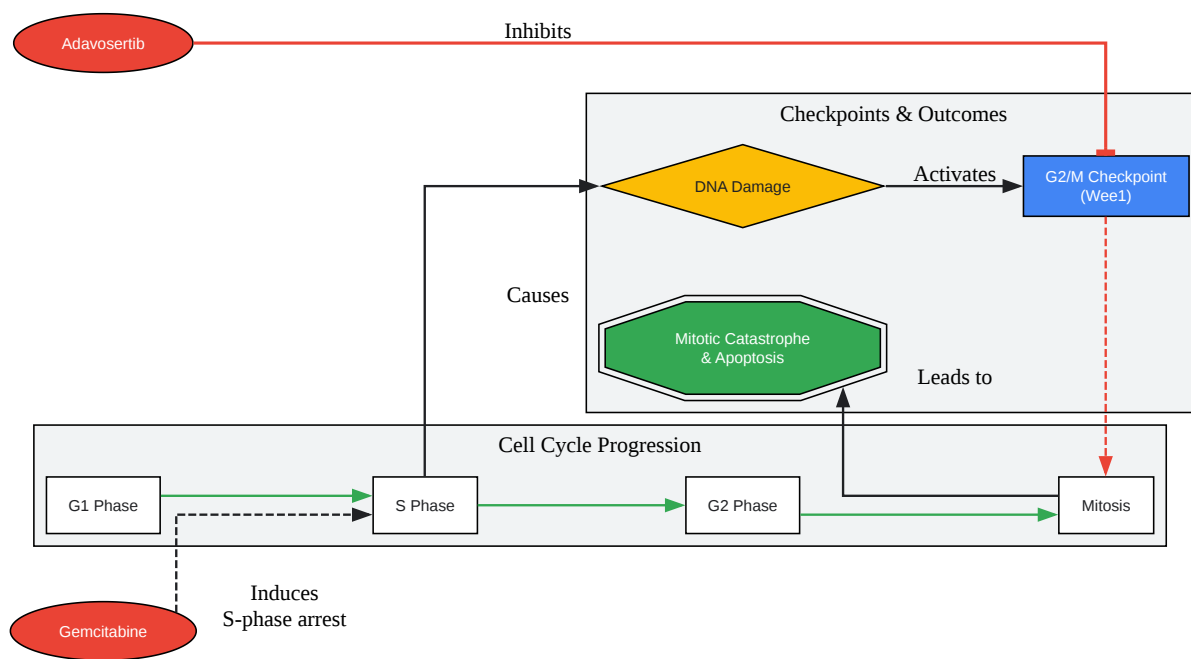 Inhibits
Adavosertib
Checkpoints & Outcomes
DNA Damage
Activates
G2/M Checkpoint
(Wee1)
Causes
Mitotic Catastrophe
& Apoptosis
Leads to
Cell Cycle Progression
G1 Phase
S Phase
G2 Phase
Mitosis
Induces
S-phase arrest
Gemcitabine